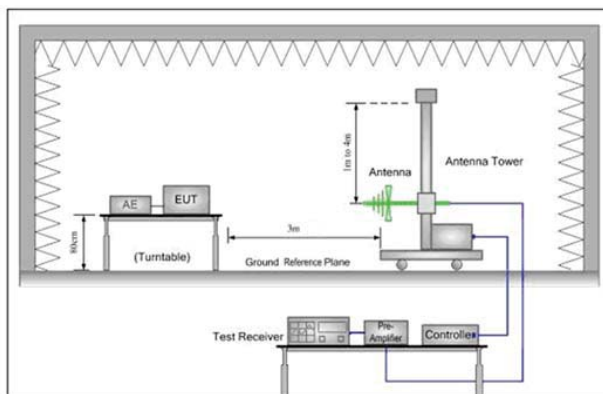 1m to 4m
Antenna
Antenna Tower
AE
EUT
80cm
(Turntable)
3m
Ground Reference Plane
Test Receiver
Pre-
Amplifier
Controller